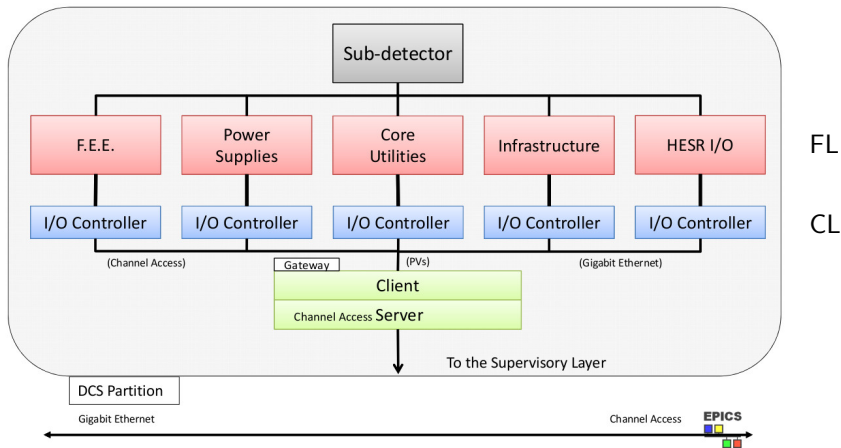 Sub-detector
F.E.E.
Power
Supplies
Core
Utilities
Infrastructure
HESR I/O
FL
I/O Controller
I/O Controller
I/O Controller
I/O Controller
I/O Controller
CL
(Channel Access)
(PVs)
(Gigabit Ethernet)
Gateway
Client
Channel Access Server
To the Supervisory Layer
DCS Partition
Gigabit Ethernet
Channel Access
EPICS